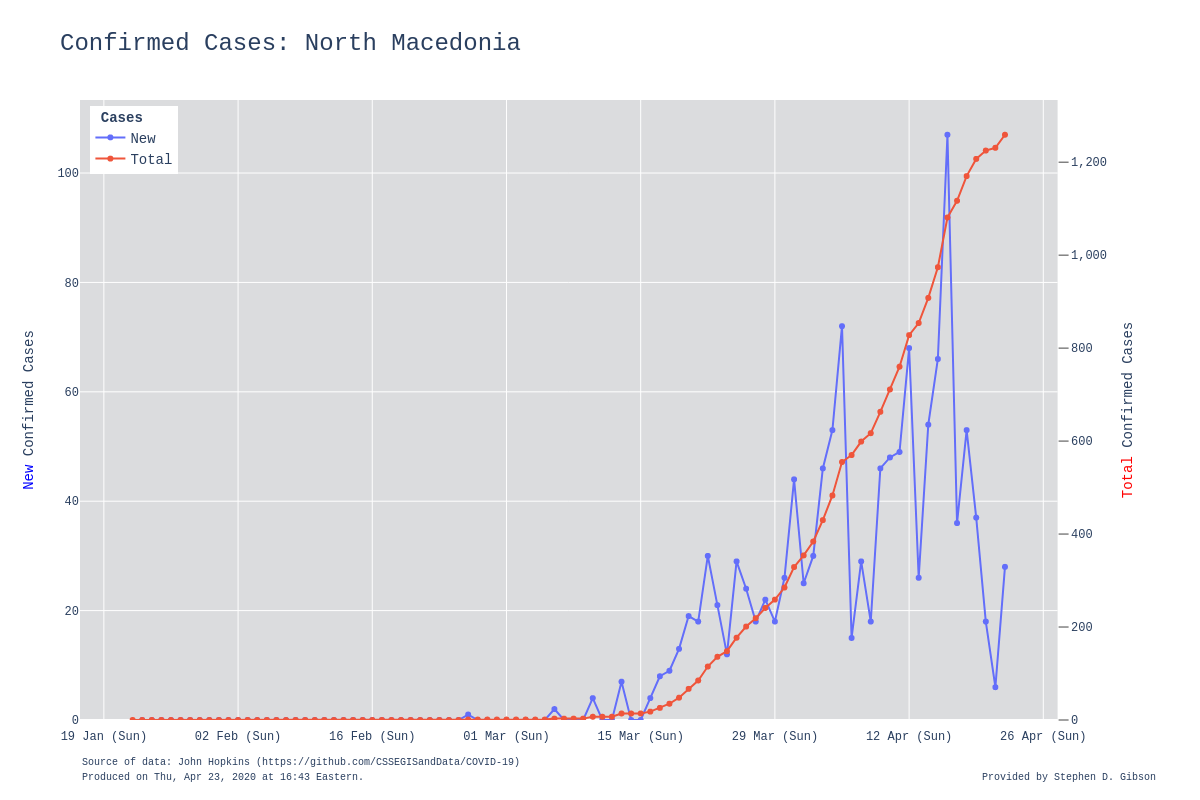 Confirmed Cases: North Macedonia
Cases
New
Total
100
80
60
40
20
0
1,200
1,000
800
600
400
200
0
New Confirmed Cases
Total Confirmed Cases
19 Jan (Sun) 02 Feb (Sun) 16 Feb (Sun) 01 Mar (Sun) 15 Mar (Sun) 29 Mar (Sun) 12 Apr (Sun) 26 Apr (Sun)
Source of data: John Hopkins (https://github.com/CSSEGISandData/COVID-19)
Produced on Thu, Apr 23, 2020 at 16:43 Eastern.
Provided by Stephen D. Gibson